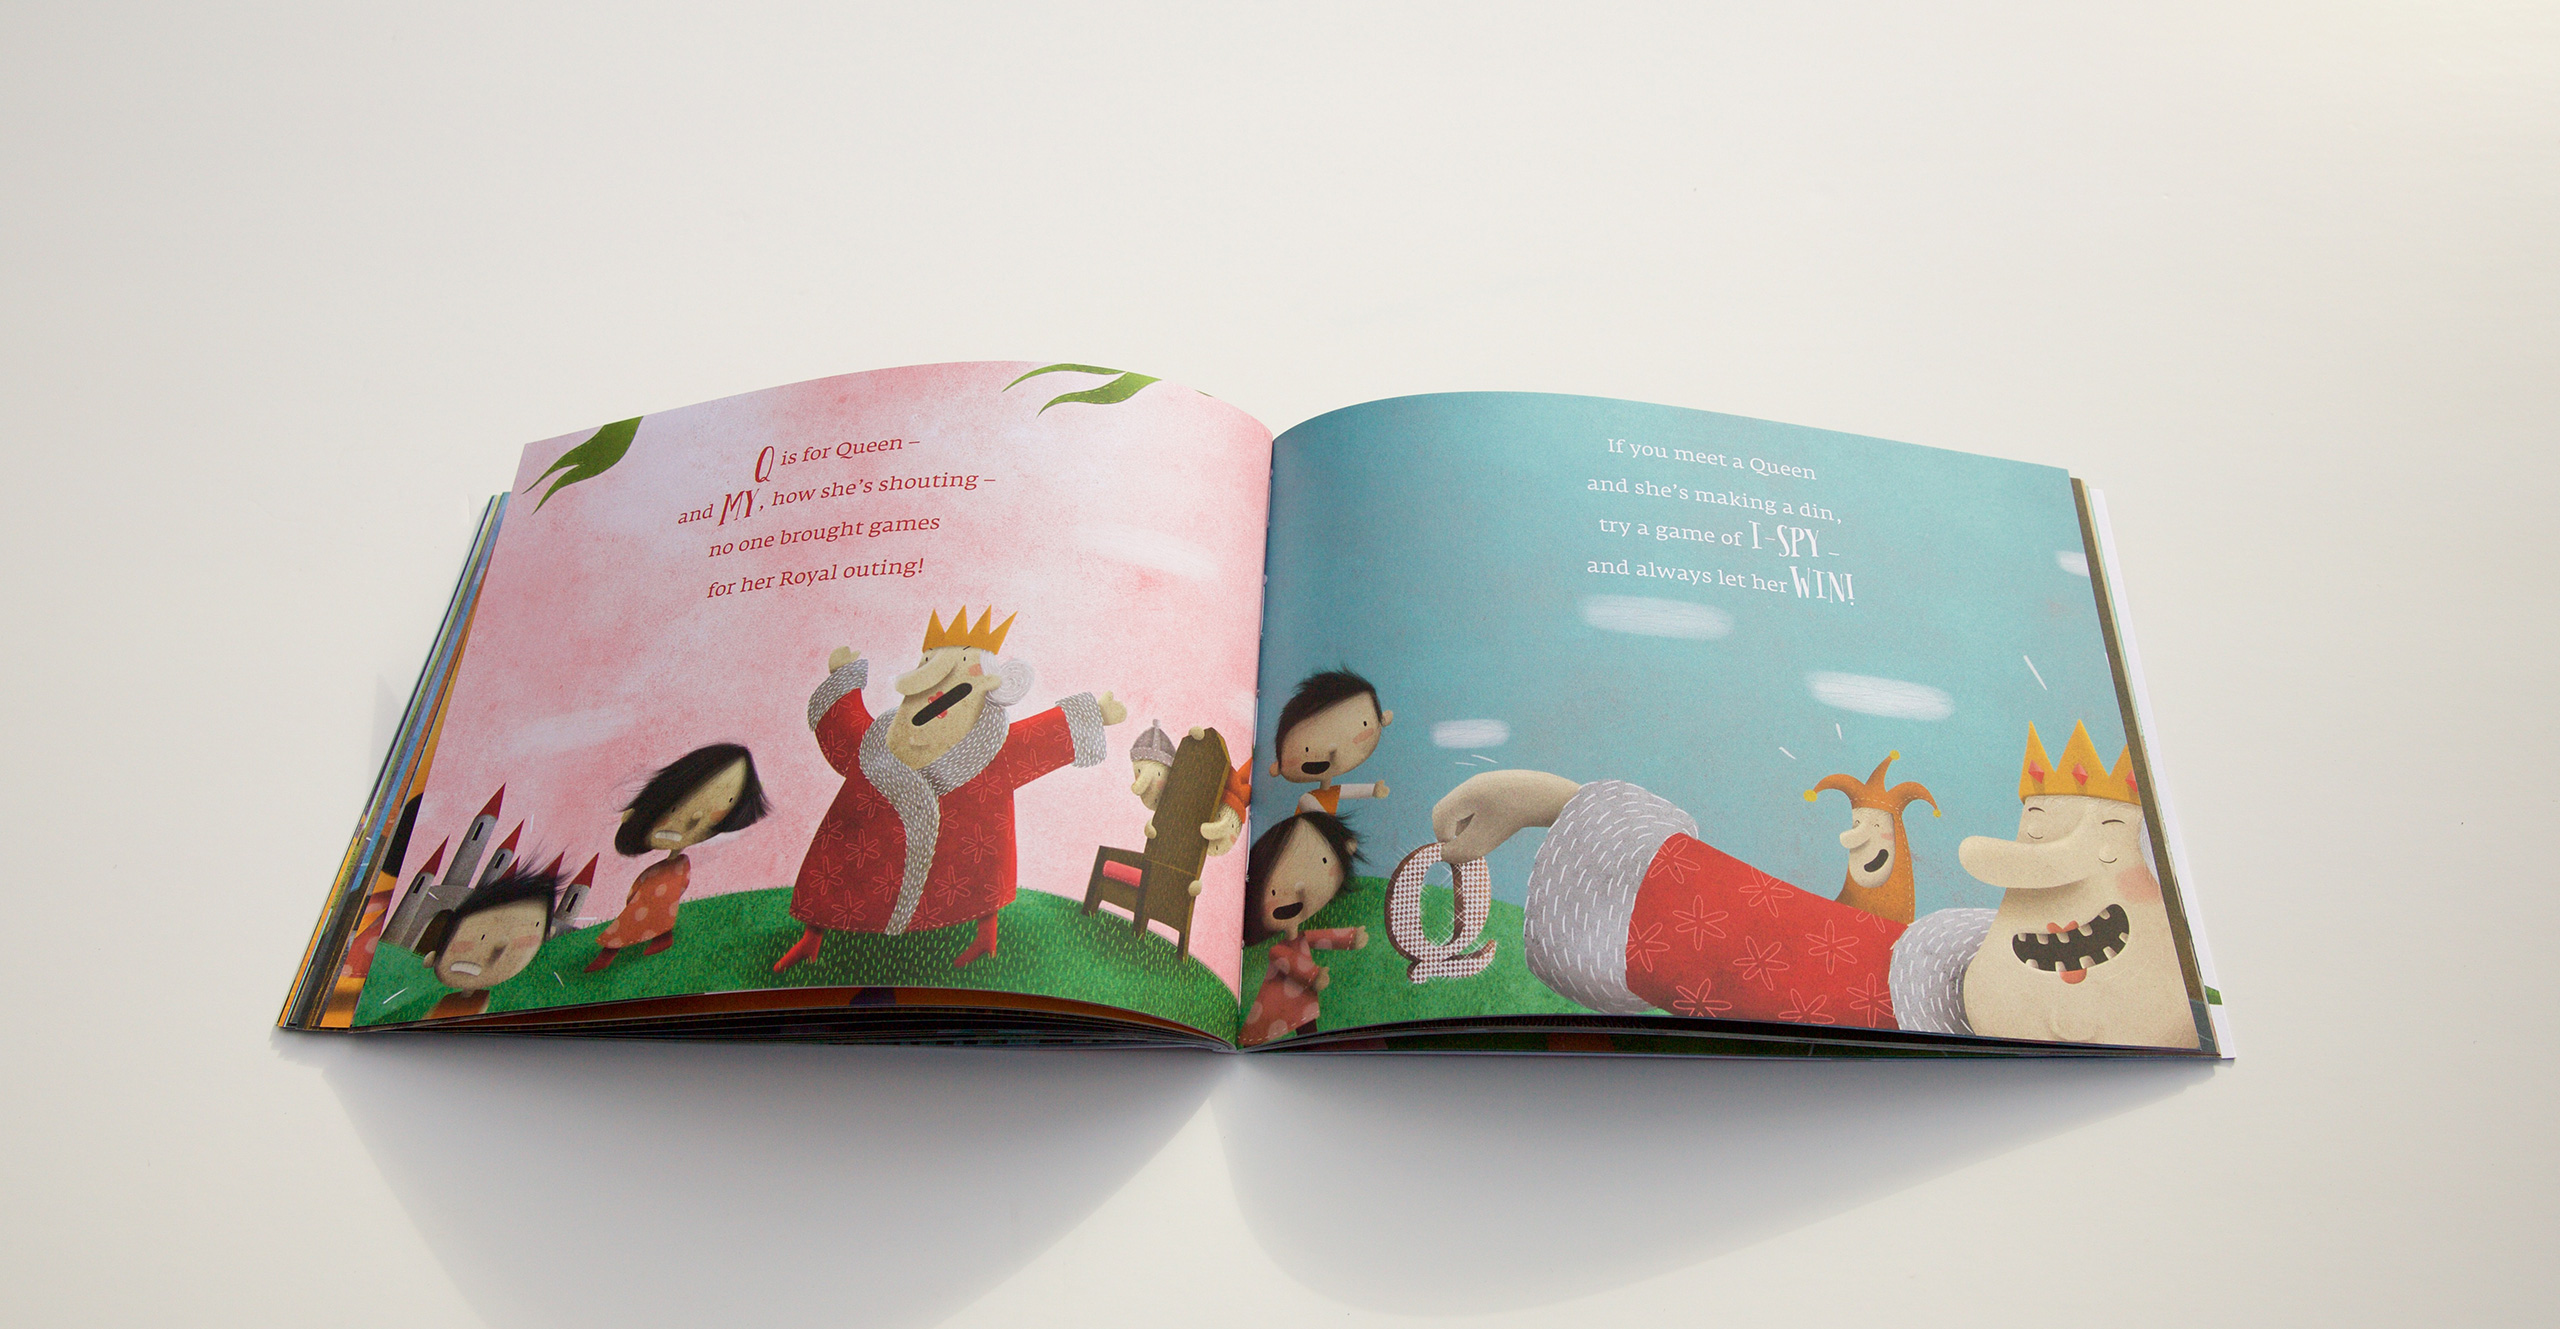 Q is for Queen –
and MY, how she's shouting –
no one brought games
for her Royal outing!
If you meet a Queen
and she's making a din,
try a game of I-SPY –
and always let her WIN!
Q